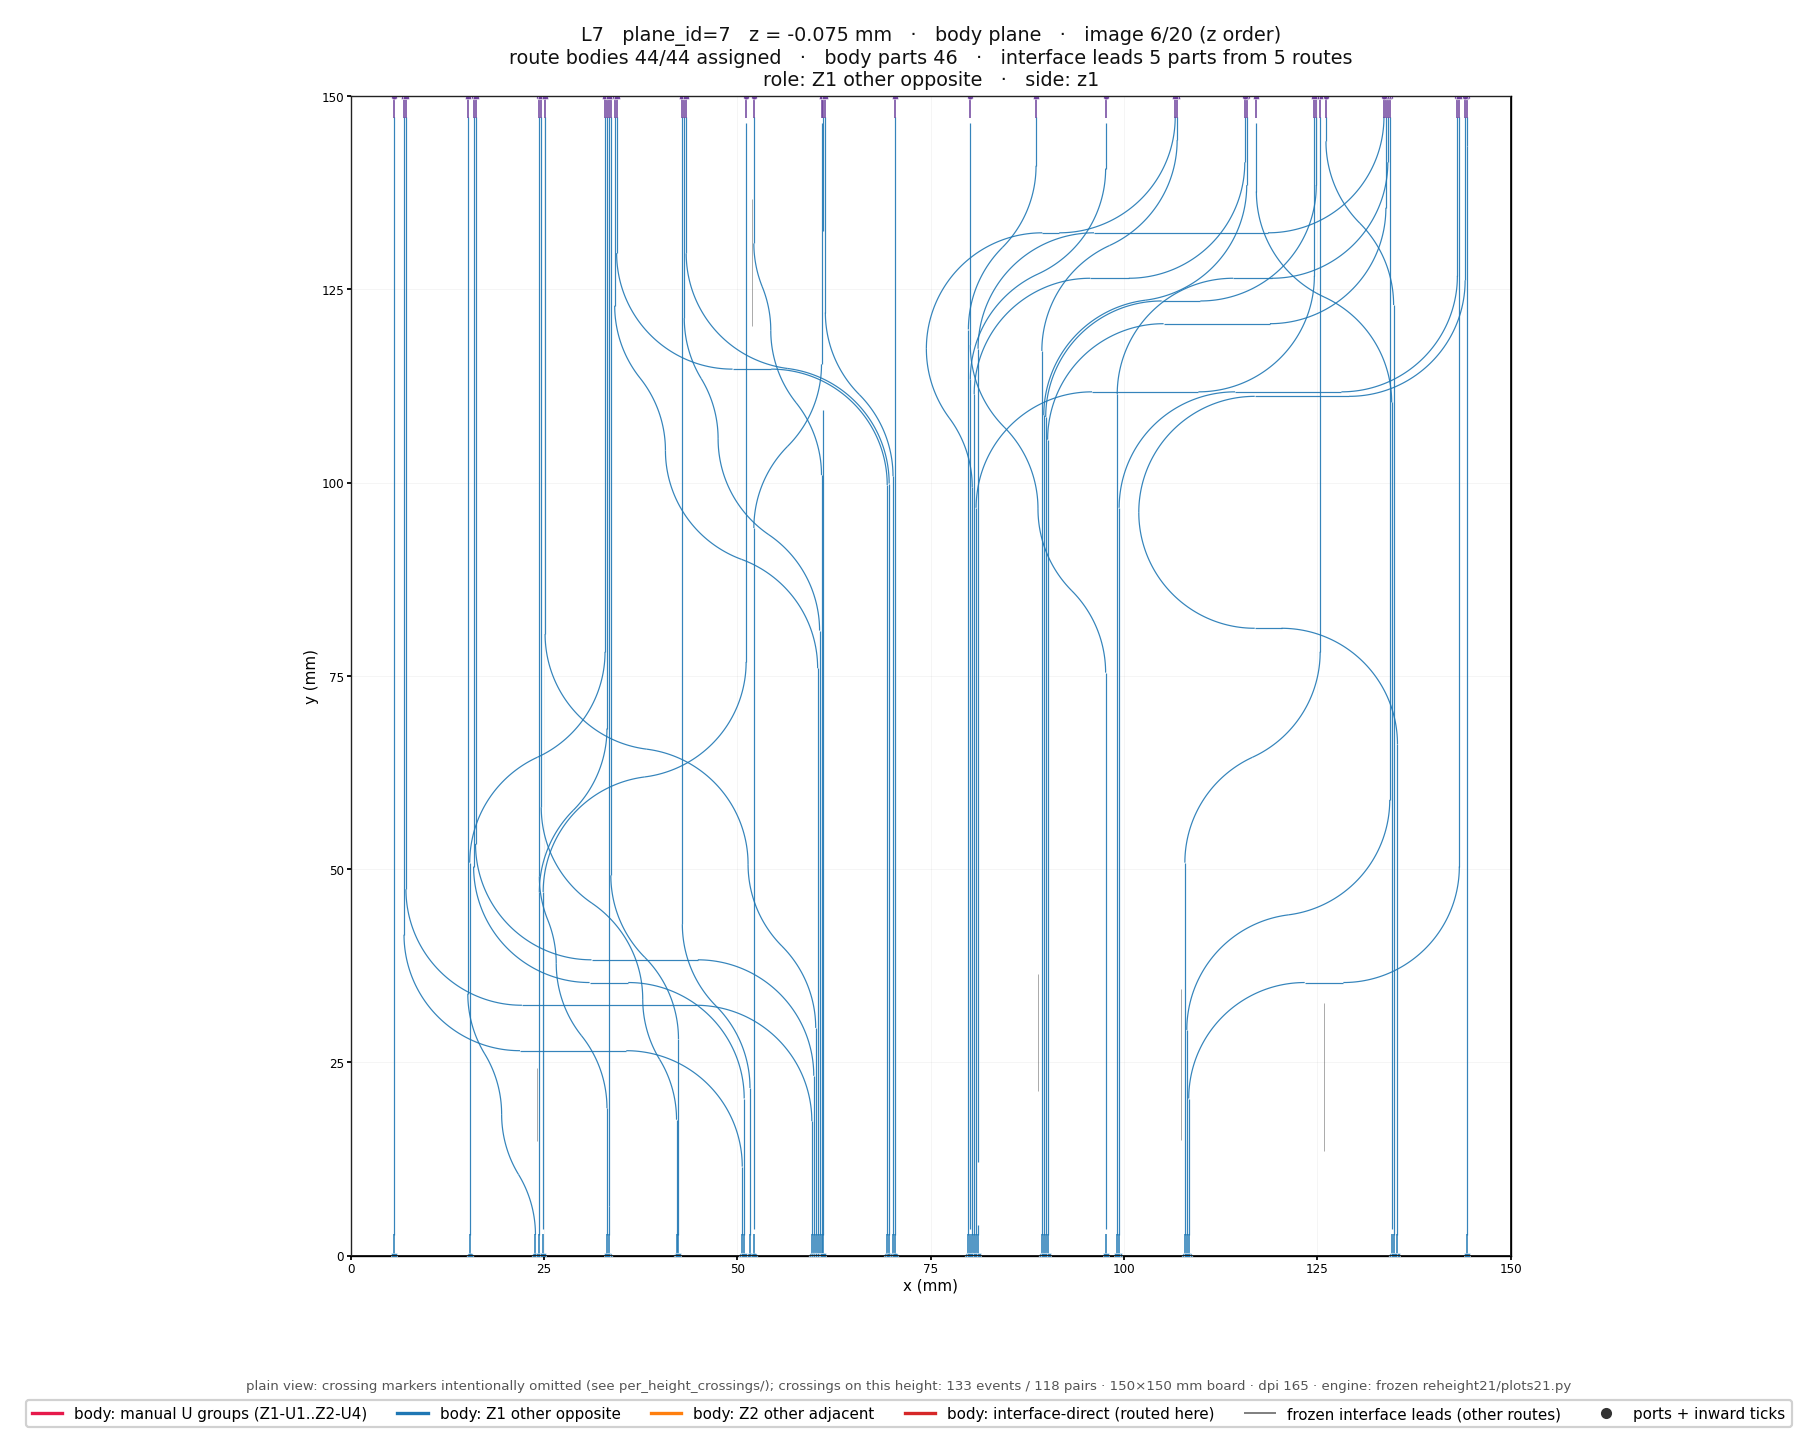 L7   plane_id=7   z = -0.075 mm   ·   body plane   ·   image 6/20 (z order)
route bodies 44/44 assigned   ·   body parts 46   ·   interface leads 5 parts from 5 routes
role: Z1 other opposite   ·   side: z1
150
125
100
75
50
25
0
y (mm)
0 25 50 75 100 125 150
x (mm)
plain view: crossing markers intentionally omitted (see per_height_crossings/); crossings on this height: 133 events / 118 pairs · 150×150 mm board · dpi 165 · engine: frozen reheight21/plots21.py
body: manual U groups (Z1-U1..Z2-U4) body: Z1 other opposite body: Z2 other adjacent body: interface-direct (routed here) frozen interface leads (other routes) ports + inward ticks